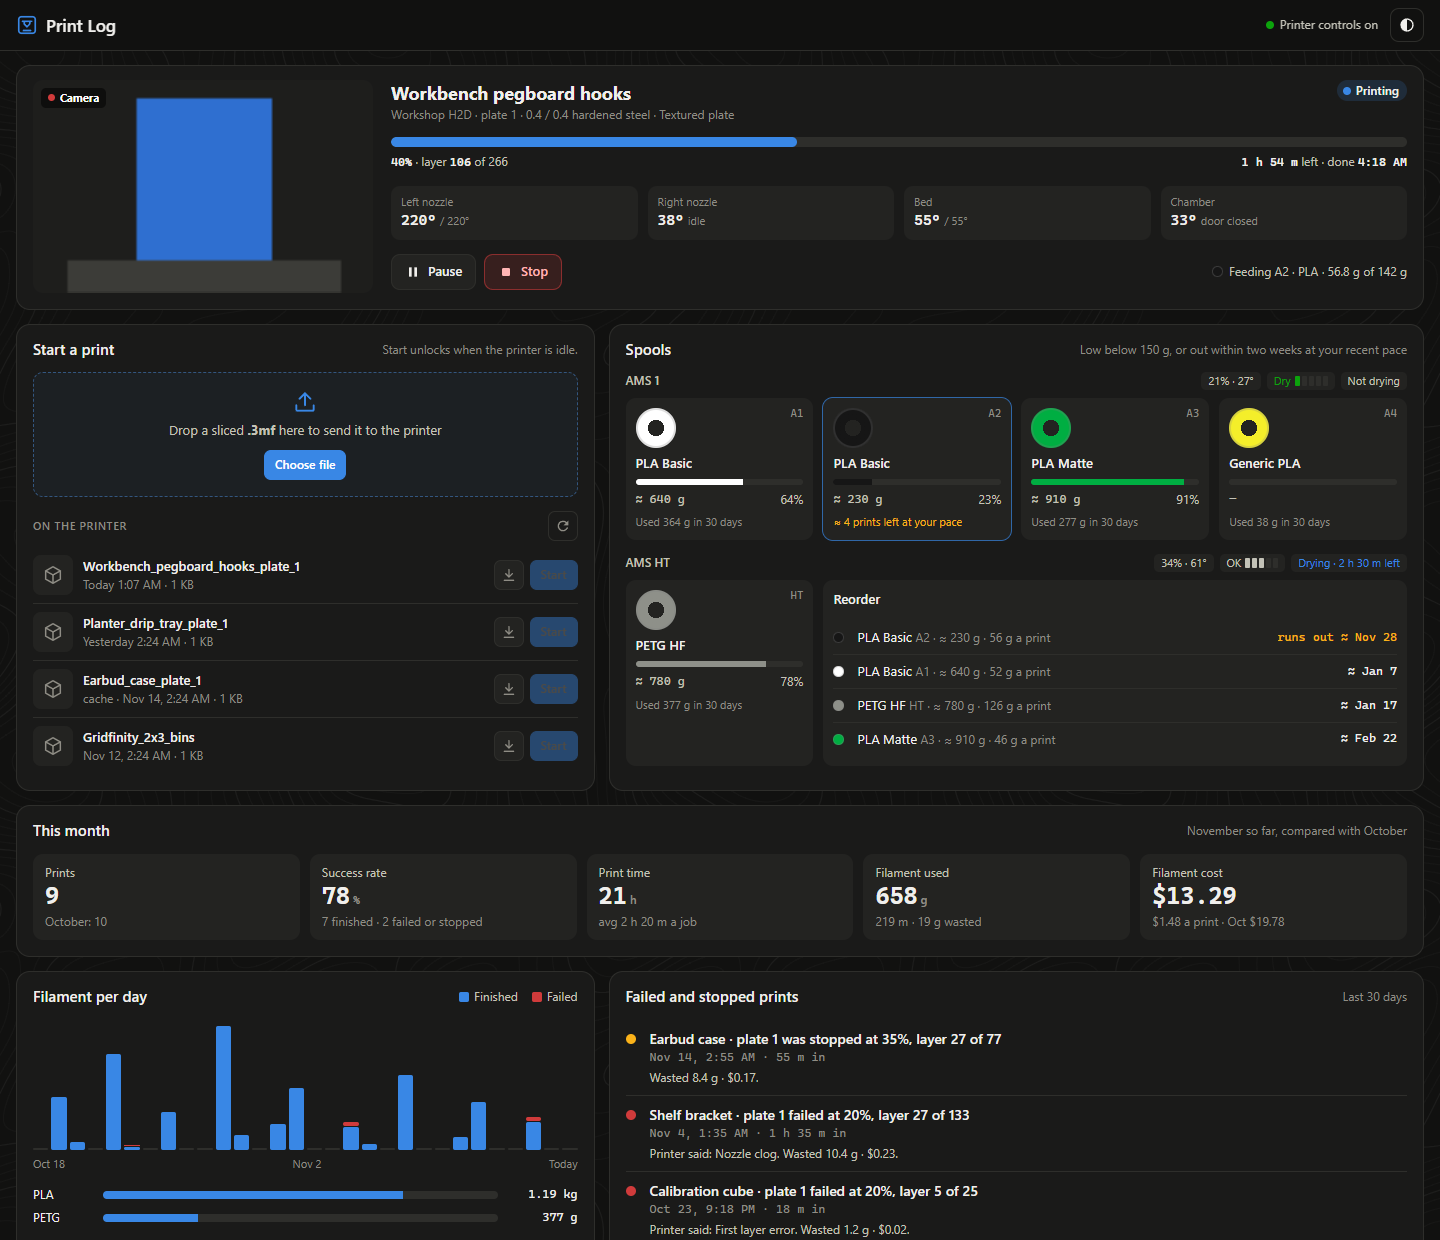 Print Log
Printer controls on
Camera
Workbench pegboard hooks
Printing
Workshop H2D · plate 1 · 0.4 / 0.4 hardened steel · Textured plate
40% · layer 106 of 266
1 h 54 m left · done 4:18 AM
Left nozzle
220° / 220°
Right nozzle
38° idle
Bed
55° / 55°
Chamber
33° door closed
Pause
Stop
Feeding A2 · PLA · 56.8 g of 142 g
Start a print
Start unlocks when the printer is idle.
Drop a sliced .3mf here to send it to the printer
Choose file
ON THE PRINTER
Workbench_pegboard_hooks_plate_1
Today 1:07 AM · 1 KB
Start
Planter_drip_tray_plate_1
Yesterday 2:24 AM · 1 KB
Start
Earbud_case_plate_1
cache · Nov 14, 2:24 AM · 1 KB
Start
Gridfinity_2x3_bins
Nov 12, 2:24 AM · 1 KB
Start
Spools
Low below 150 g, or out within two weeks at your recent pace
AMS 1
21% · 27°
Dry
Not drying
A1
PLA Basic
≈ 640 g
64%
Used 364 g in 30 days
A2
PLA Basic
≈ 230 g
23%
≈ 4 prints left at your pace
A3
PLA Matte
≈ 910 g
91%
Used 277 g in 30 days
A4
Generic PLA
–
Used 38 g in 30 days
AMS HT
34% · 61°
OK
Drying · 2 h 30 m left
HT
PETG HF
≈ 780 g
78%
Used 377 g in 30 days
Reorder
PLA Basic A2 · ≈ 230 g · 56 g a print
runs out ≈ Nov 28
PLA Basic A1 · ≈ 640 g · 52 g a print
≈ Jan 7
PETG HF HT · ≈ 780 g · 126 g a print
≈ Jan 17
PLA Matte A3 · ≈ 910 g · 46 g a print
≈ Feb 22
This month
November so far, compared with October
Prints
9
October: 10
Success rate
78 %
7 finished · 2 failed or stopped
Print time
21 h
avg 2 h 20 m a job
Filament used
658 g
219 m · 19 g wasted
Filament cost
$13.29
$1.48 a print · Oct $19.78
Filament per day
Finished
Failed
Oct 18
Nov 2
Today
PLA
1.19 kg
PETG
377 g
Failed and stopped prints
Last 30 days
Earbud case · plate 1 was stopped at 35%, layer 27 of 77
Nov 14, 2:55 AM · 55 m in
Wasted 8.4 g · $0.17.
Shelf bracket · plate 1 failed at 20%, layer 27 of 133
Nov 4, 1:35 AM · 1 h 35 m in
Printer said: Nozzle clog. Wasted 10.4 g · $0.23.
Calibration cube · plate 1 failed at 20%, layer 5 of 25
Oct 23, 9:18 PM · 18 m in
Printer said: First layer error. Wasted 1.2 g · $0.02.